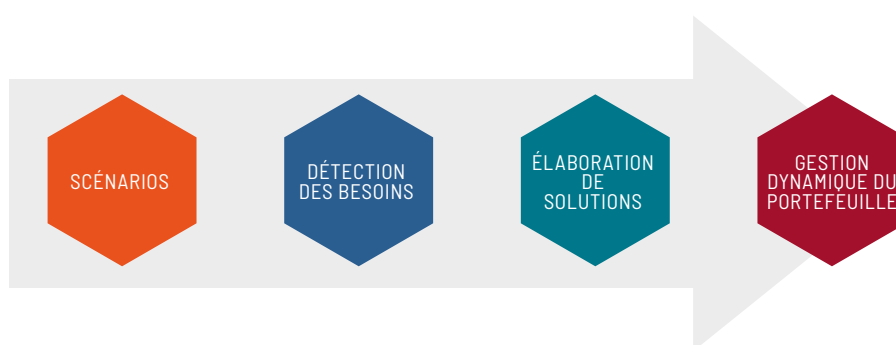 SCÉNARIOS
DÉTECTION
DES BESOINS
ÉLABORATION
DE
SOLUTIONS
GESTION
DYNAMIQUE DU
PORTEFEUILLE